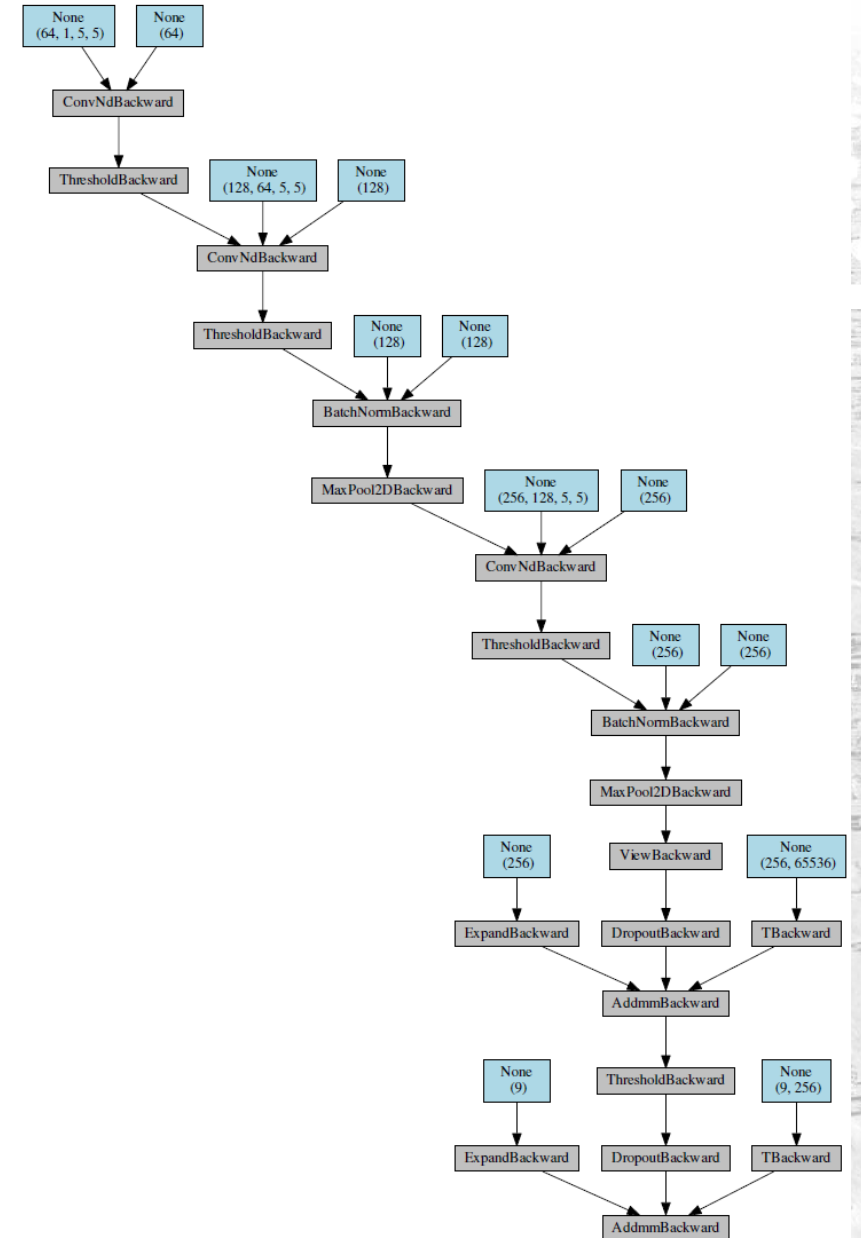 None
(64, 1, 5, 5)
None
(64)
ConvNdBackward
ThresholdBackward
None
(128, 64, 5, 5)
None
(128)
ConvNdBackward
ThresholdBackward
None
(128)
None
(128)
BatchNormBackward
MaxPool2DBackward
None
(256, 128, 5, 5)
None
(256)
ConvNdBackward
ThresholdBackward
None
(256)
None
(256)
BatchNormBackward
MaxPool2DBackward
None
(256)
ViewBackward
None
(256, 65536)
ExpandBackward
DropoutBackward
TBackward
AddmmBackward
None
(9)
ThresholdBackward
None
(9, 256)
ExpandBackward
DropoutBackward
TBackward
AddmmBackward